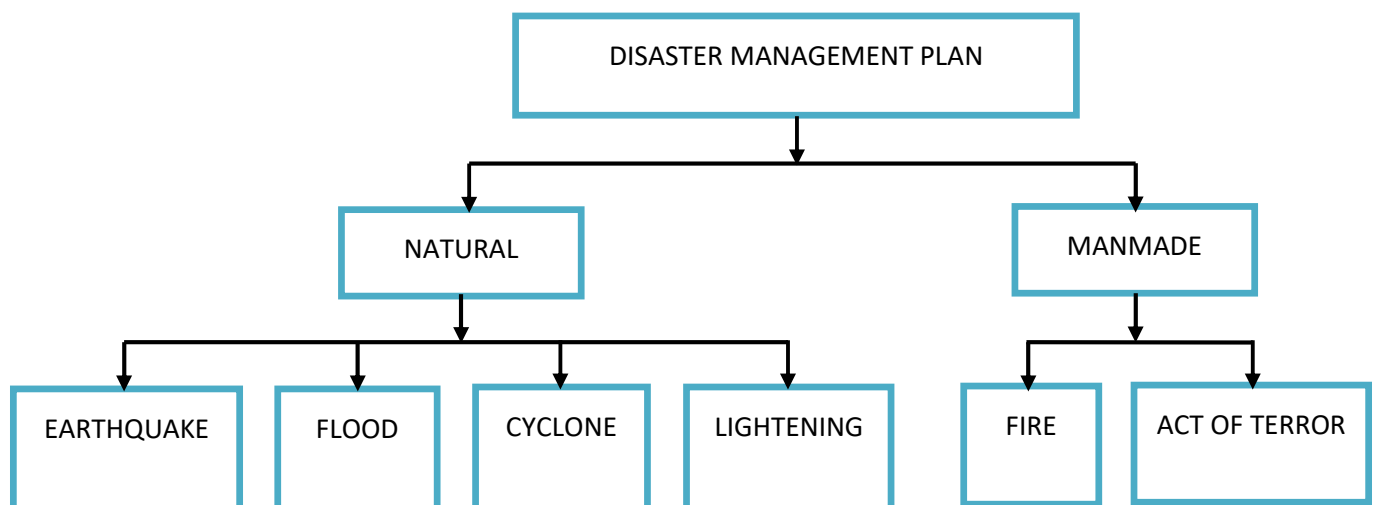 DISASTER MANAGEMENT PLAN
NATURAL
MANMADE
EARTHQUAKE
FLOOD
CYCLONE
LIGHTENING
FIRE
ACT OF TERROR